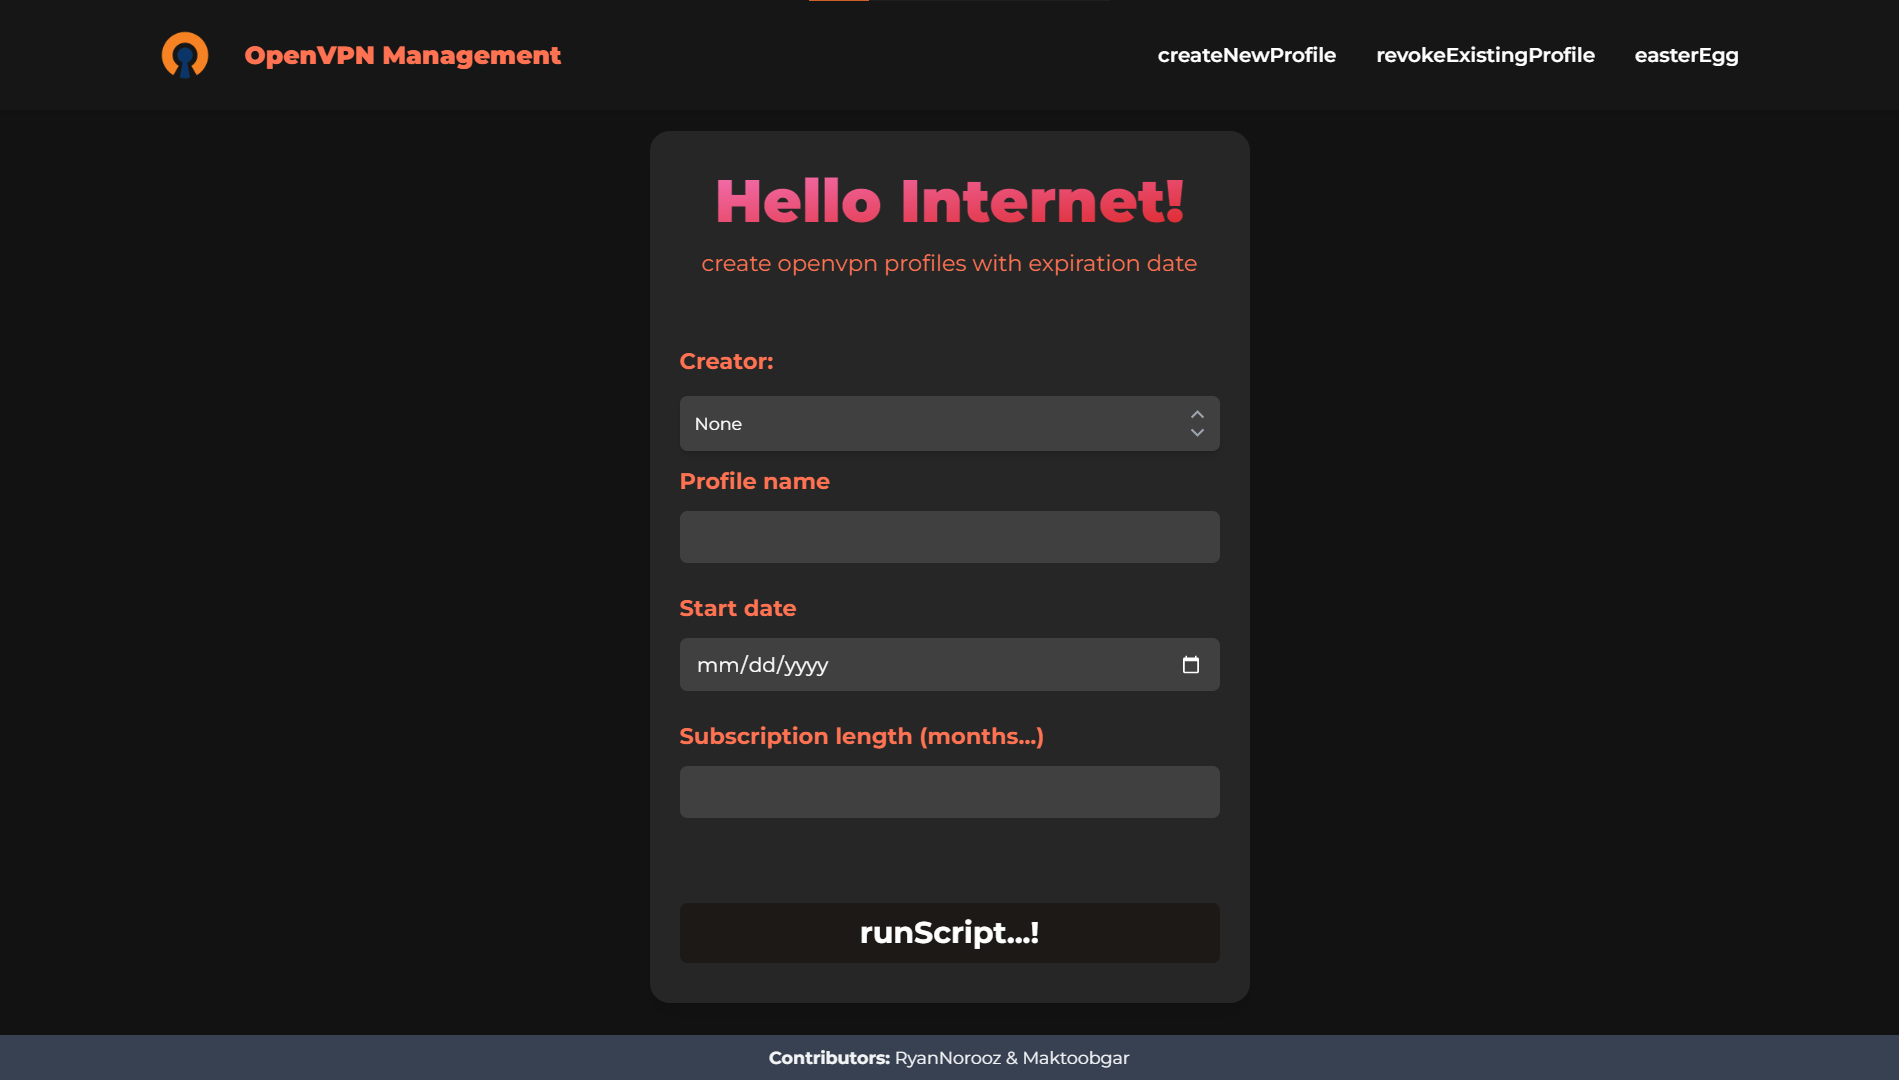 OpenVPN Management
createNewProfile
revokeExistingProfile
easterEgg
Hello Internet!
create openvpn profiles with expiration date
Creator:
None
Profile name
Start date
mm/dd/yyyy
Subscription length (months...)
runScript...!
Contributors: RyanNorooz & Maktoobgar